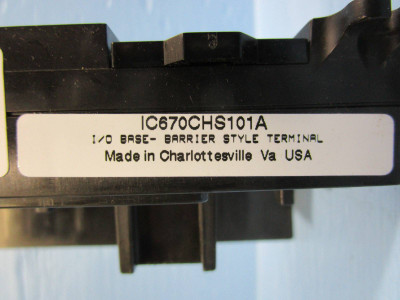 IC670CHS101A
I/O BASE- BARRIER STYLE TERMINAL
Made in Charlottesville Va USA